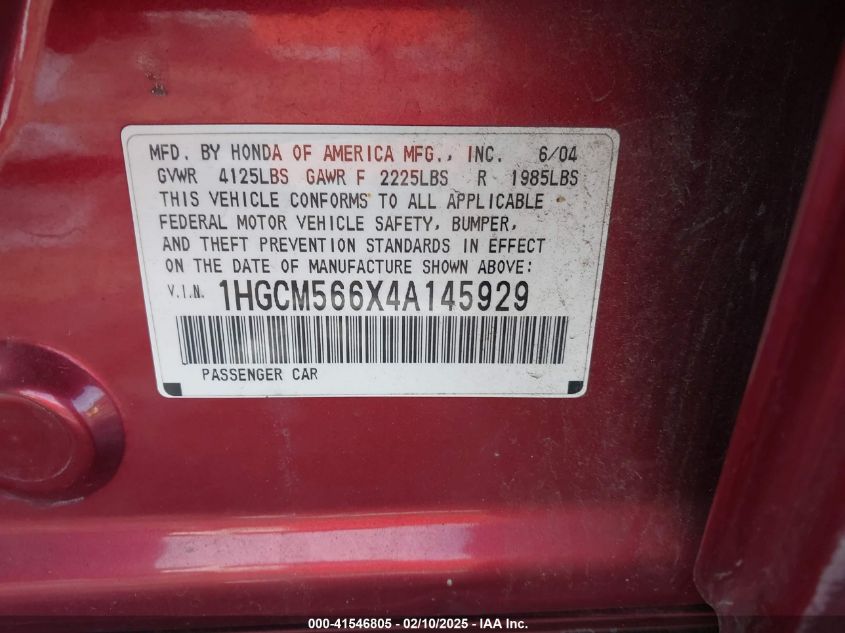 MFD. BY HONDA OF AMERICA MFG., INC. 6/04
GVWR 4125LBS GAWR F 2225LBS R 1985LBS
THIS VEHICLE CONFORMS TO ALL APPLICABLE
FEDERAL MOTOR VEHICLE SAFETY, BUMPER,
AND THEFT PREVENTION STANDARDS IN EFFECT
ON THE DATE OF MANUFACTURE SHOWN ABOVE:
V.I.N. 1HGCM566X4A145929
PASSENGER CAR
000-41546805 - 02/10/2025 - IAA Inc.